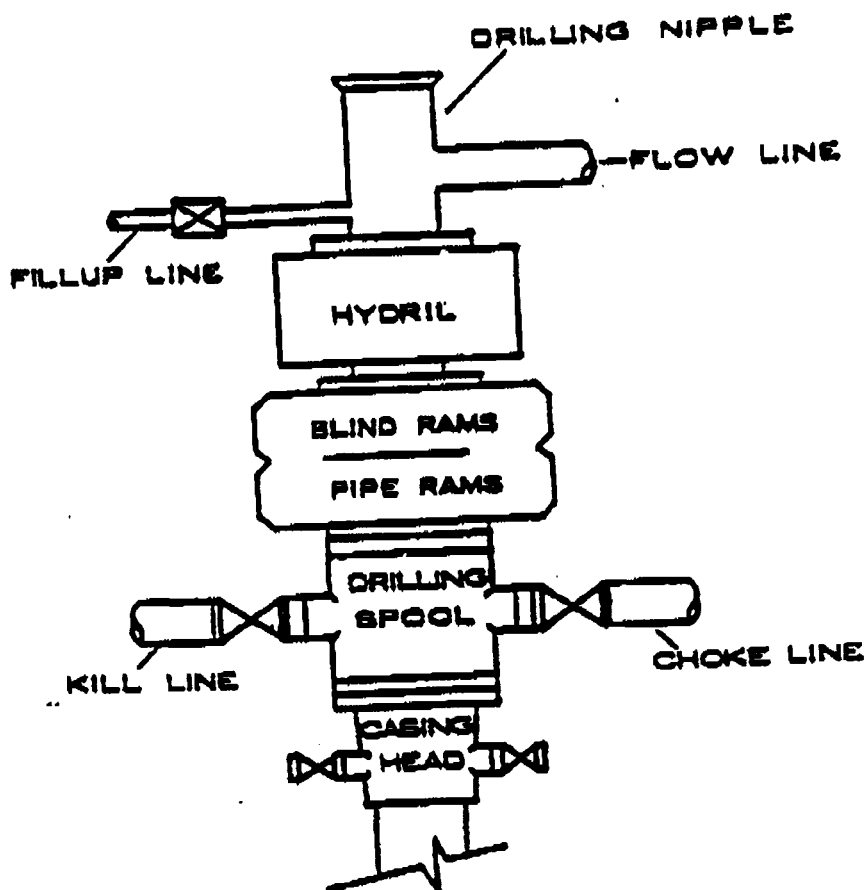 DRILLING NIPPLE
FLOW LINE
FILLUP LINE
HYDRIL
BLIND RAMS
PIPE RAMS
DRILLING
SPOOL
KILL LINE
CHOKE LINE
CASING
HEAD